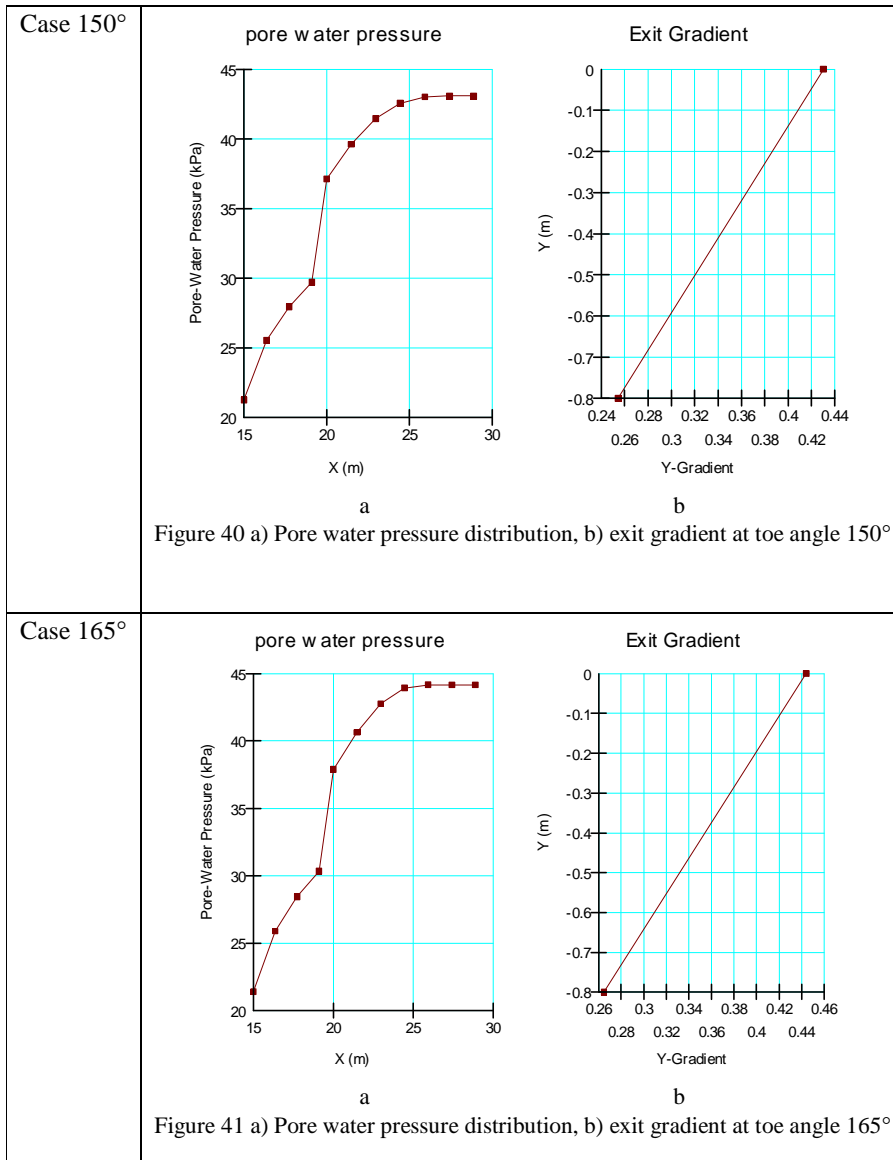 Case 150°
pore water pressure
Pore-Water Pressure (kPa)
45
40
35
30
25
20
15 20 25 30
X (m)
Exit Gradient
Y (m)
0
-0.1
-0.2
-0.3
-0.4
-0.5
-0.6
-0.7
-0.8
0.24 0.28 0.32 0.36 0.4 0.44
0.26 0.3 0.34 0.38 0.42
Y-Gradient
a b
Figure 40 a) Pore water pressure distribution, b) exit gradient at toe angle 150°
Case 165°
pore water pressure
Pore-Water Pressure (kPa)
45
40
35
30
25
20
15 20 25 30
X (m)
Exit Gradient
Y (m)
0
-0.1
-0.2
-0.3
-0.4
-0.5
-0.6
-0.7
-0.8
0.26 0.3 0.34 0.38 0.42 0.46
0.28 0.32 0.36 0.4 0.44
Y-Gradient
a b
Figure 41 a) Pore water pressure distribution, b) exit gradient at toe angle 165°